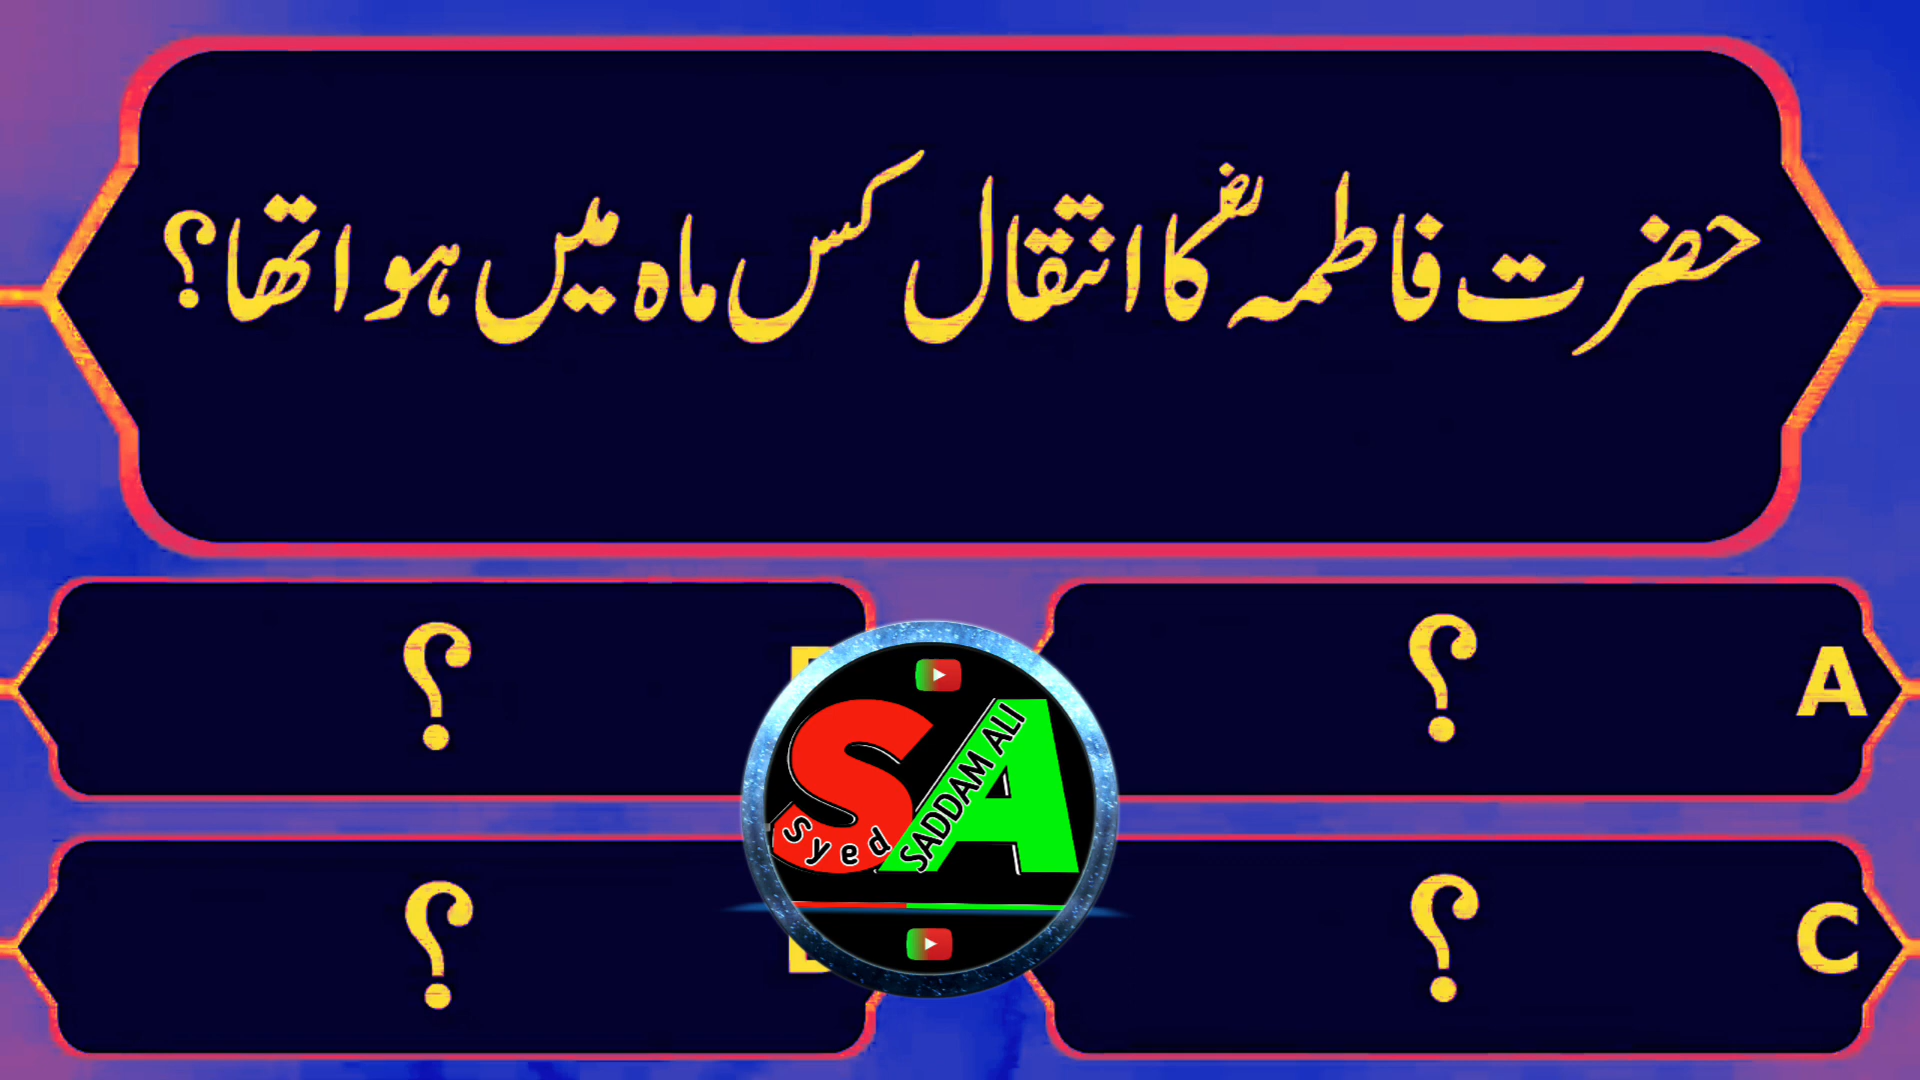 حضرت فاطمہؓ کا انتقال کس ماہ میں ہوا تھا؟
A ؟
؟
C ؟
؟
Syed SADDAM ALI
SA